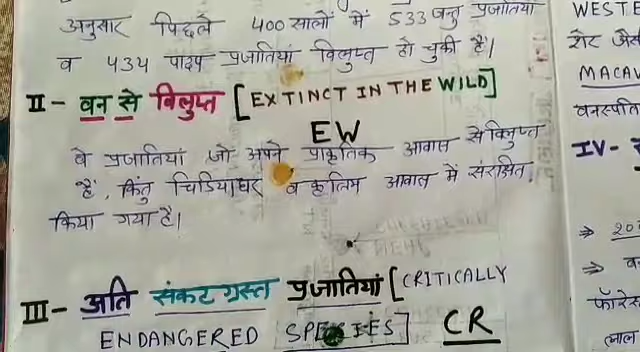 अनुसार पिछले 400 सालों में 533 जन्तु प्रजातियां
व 434 पादप प्रजातियां विलुप्त हो चुकी है।
II - वन से विलुप्त [EXTINCT IN THE WILD]
EW
वे प्रजातियां जो अपने प्राकृतिक आवास से विलुप्त
हैं, किंतु चिडियाघर व कृत्रिम आवास में संरक्षित
किया गया है।
III - अति संकट ग्रस्त प्रजातियां [CRITICALLY
ENDANGERED SPECIES] CR
WESTE
MACAW
वनस्पति
IV -
⇒ 20
⇒
फॉरे